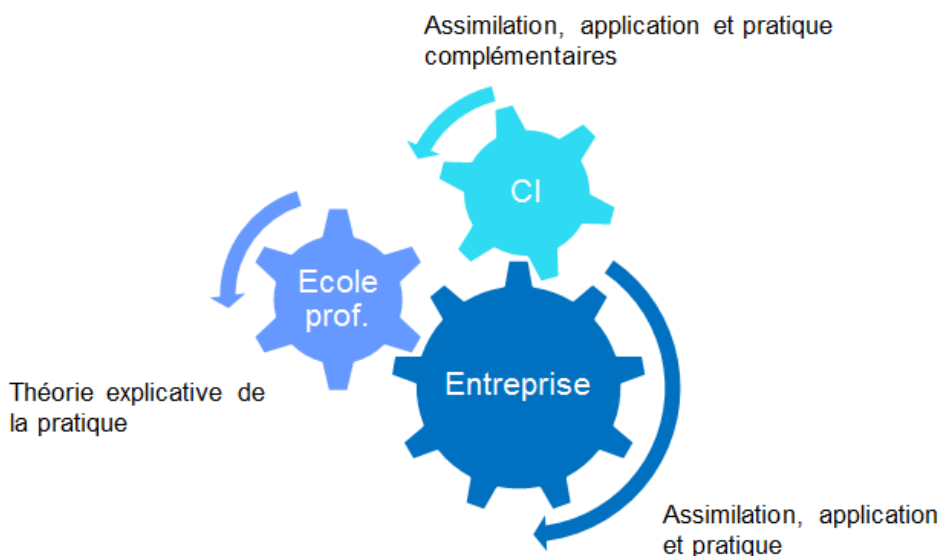 Assimilation, application et pratique
complémentaires
CI
Ecole
prof.
Entreprise
Théorie explicative de
la pratique
Assimilation, application
et pratique